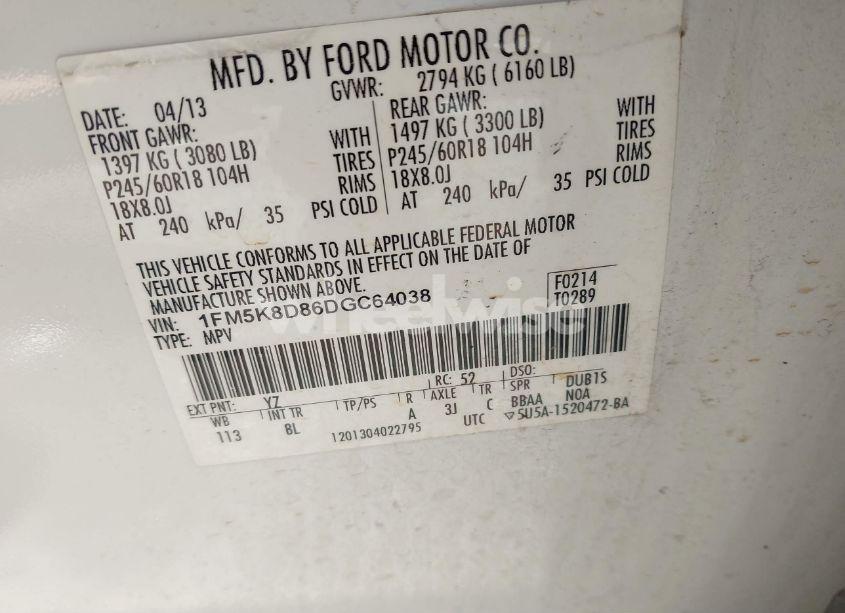 MFD. BY FORD MOTOR CO.
DATE: 04/13 GVWR: 2794 KG ( 6160 LB)
FRONT GAWR: REAR GAWR:
1397 KG ( 3080 LB) WITH 1497 KG ( 3300 LB) WITH
P245/60R18 104H TIRES P245/60R18 104H TIRES
18X8.0J RIMS 18X8.0J RIMS
AT 240 kPa/ 35 PSI COLD AT 240 kPa/ 35 PSI COLD
THIS VEHICLE CONFORMS TO ALL APPLICABLE FEDERAL MOTOR
VEHICLE SAFETY STANDARDS IN EFFECT ON THE DATE OF
MANUFACTURE SHOWN ABOVE.
VIN: 1FM5K8D86DGC64038 F0214
TYPE: MPV T0289
wheelwise
EXT PNT: YZ RC: 52 DSO:
WB INT TR TP/PS R AXLE TR SPR DUB1S
113 8L A 3J C BBAA NOA
1201304022795 UTC ▽5U5A-1520472-BA